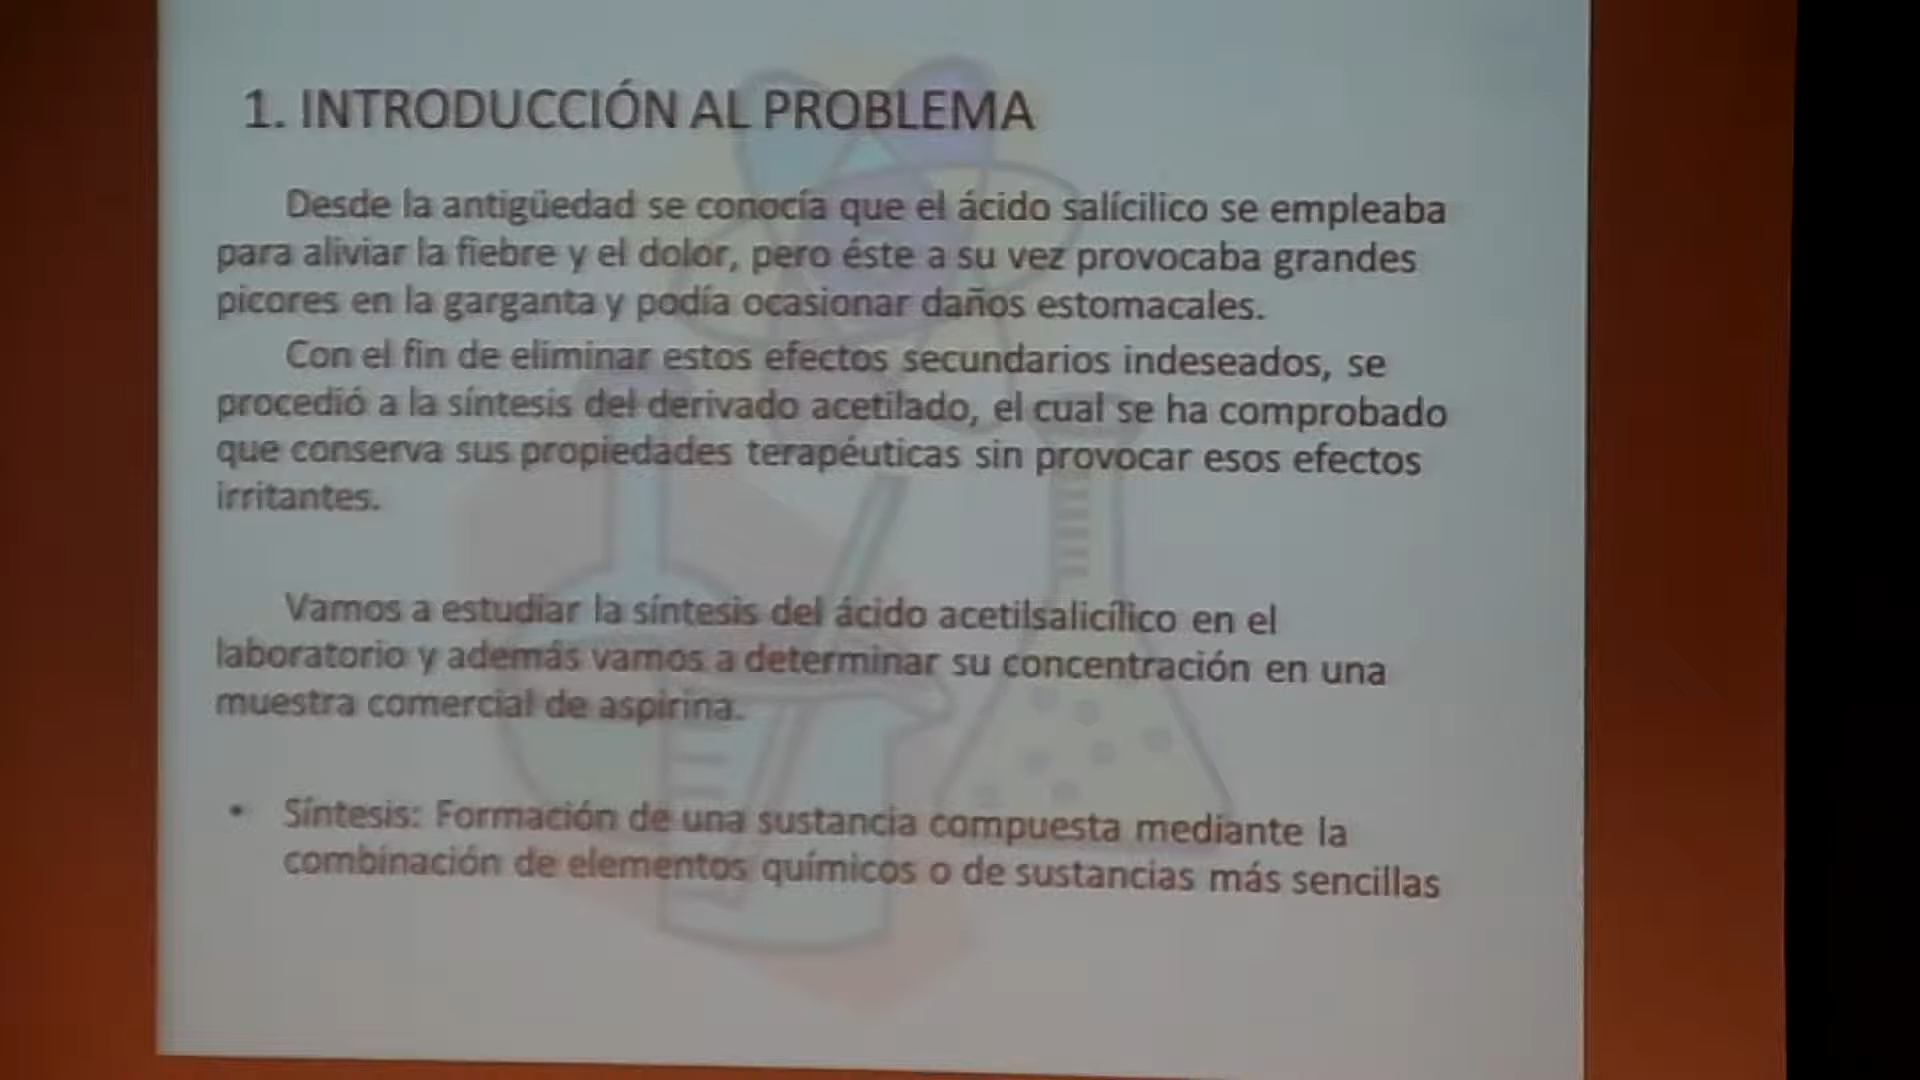 1. INTRODUCCIÓN AL PROBLEMA
Desde la antigüedad se conocía que el ácido salícilico se empleaba
para aliviar la fiebre y el dolor, pero éste a su vez provocaba grandes
picores en la garganta y podía ocasionar daños estomacales.
Con el fin de eliminar estos efectos secundarios indeseados, se
procedió a la síntesis del derivado acetilado, el cual se ha comprobado
que conserva sus propiedades terapéuticas sin provocar esos efectos
irritantes.
Vamos a estudiar la síntesis del ácido acetilsalicílico en el
laboratorio y además vamos a determinar su concentración en una
muestra comercial de aspirina.
• Síntesis: Formación de una sustancia compuesta mediante la
combinación de elementos químicos o de sustancias más sencillas